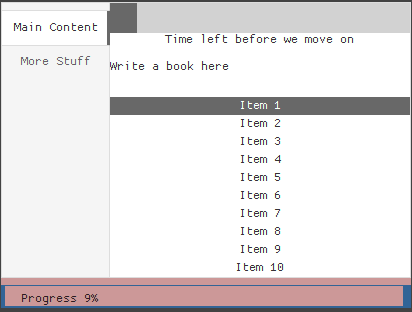 Main Content
More Stuff
Time left before we move on
Write a book here
Item 1
Item 2
Item 3
Item 4
Item 5
Item 6
Item 7
Item 8
Item 9
Item 10
Progress 9%